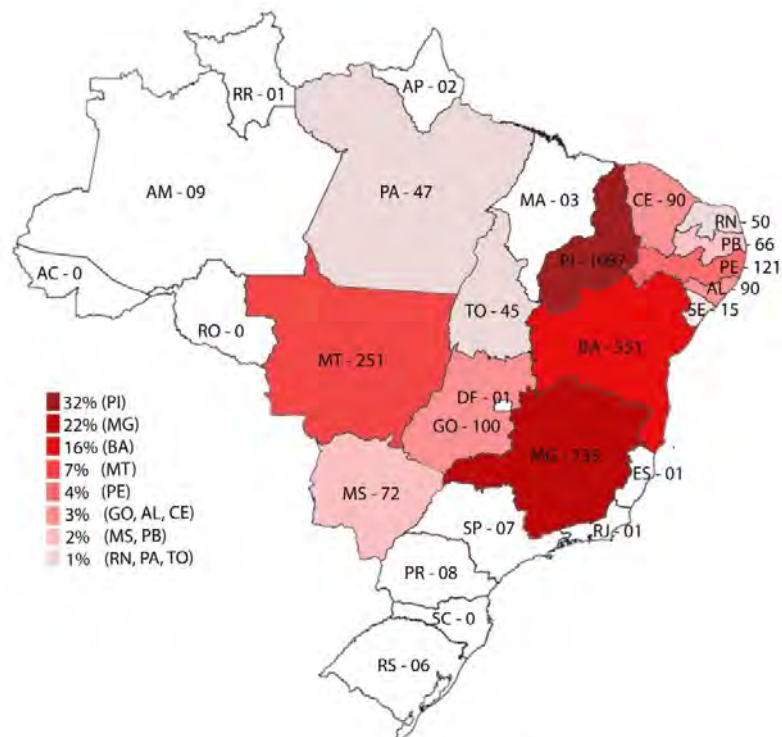 RR - 01
AP - 02
AM - 09
PA - 47
MA - 03
CE - 90
RN - 50
PB - 66
PE - 121
AL - 90
SE - 15
PI - 1087
AC - 0
RO - 0
TO - 45
MT - 251
BA - 551
DF - 01
GO - 100
MG - 735
ES - 01
MS - 72
SP - 07
RJ - 01
PR - 08
SC - 0
RS - 06
32% (PI)
22% (MG)
16% (BA)
7% (MT)
4% (PE)
3% (GO, AL, CE)
2% (MS, PB)
1% (RN, PA, TO)